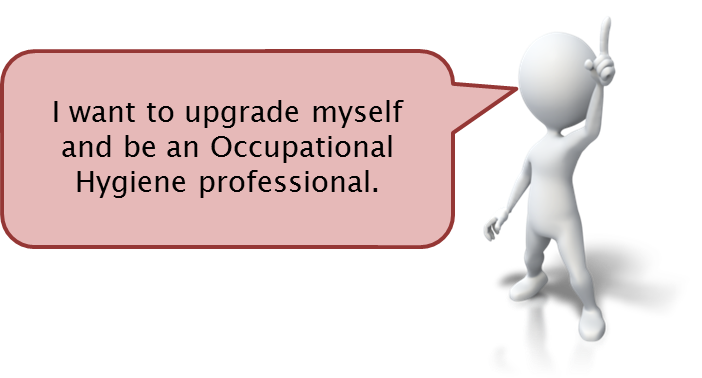 I want to upgrade myself
and be an Occupational
Hygiene professional.